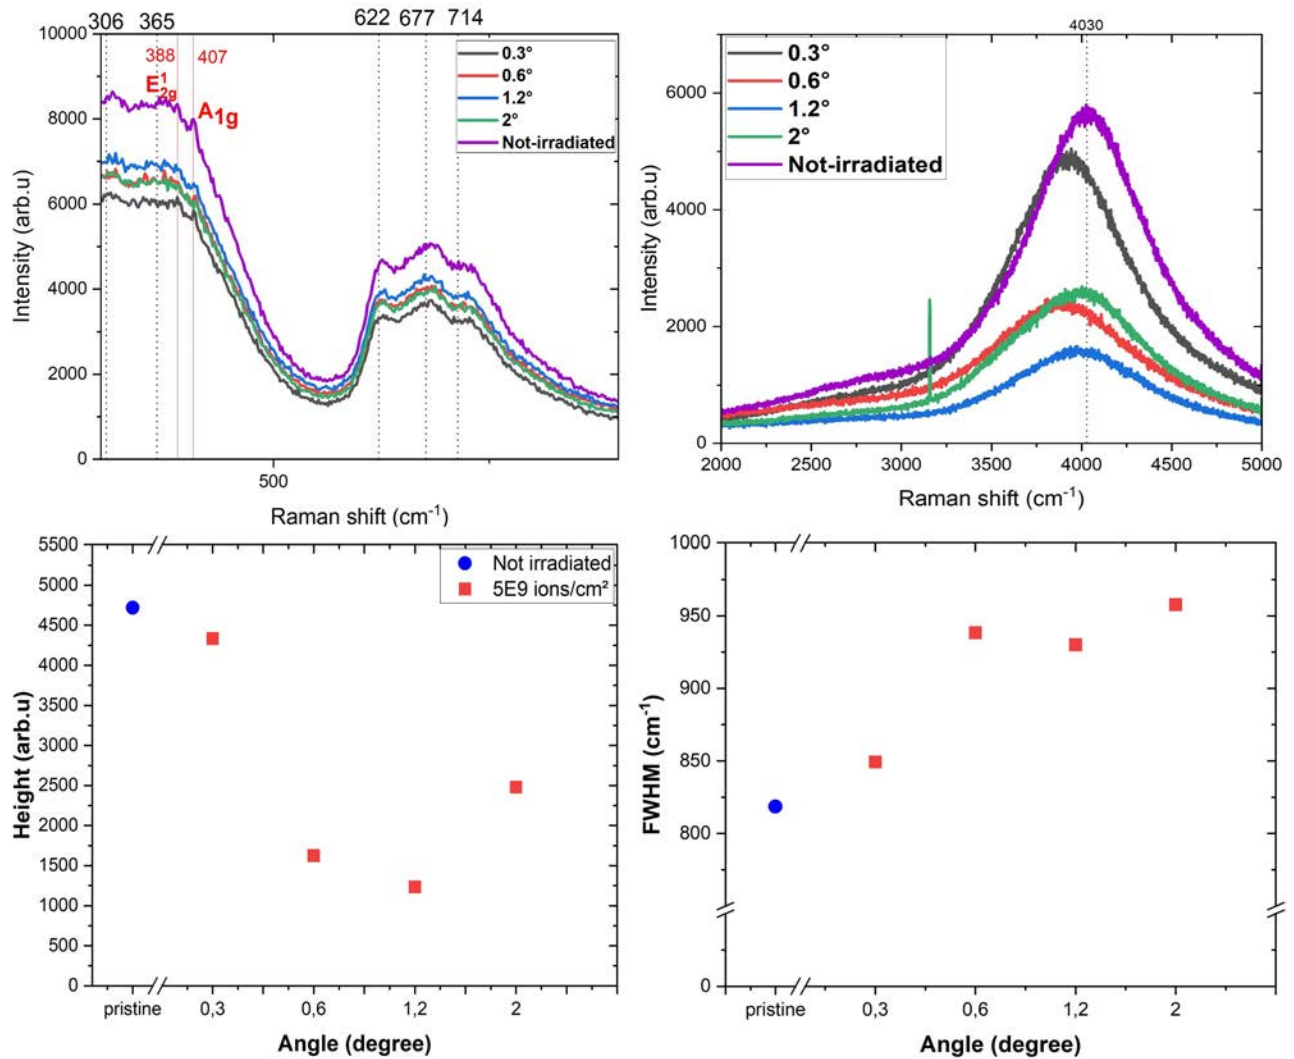 306 365 622 677 714
10000
8000
6000
4000
2000
0
388 407
E¹2g
A1g
0.3°
0.6°
1.2°
2°
Not-irradiated
Intensity (arb.u)
500
Raman shift (cm⁻¹)
4030
0.3°
0.6°
1.2°
2°
Not-irradiated
6000
4000
2000
0
Intensity (arb.u)
2000 2500 3000 3500 4000 4500 5000
Raman shift (cm⁻¹)
5500
5000
4500
4000
3500
3000
2500
2000
1500
1000
500
0
Height (arb.u)
Not irradiated
5E9 ions/cm²
pristine 0,3 0,6 1,2 2
Angle (degree)
1000
950
900
850
800
0
FWHM (cm⁻¹)
pristine 0,3 0,6 1,2 2
Angle (degree)